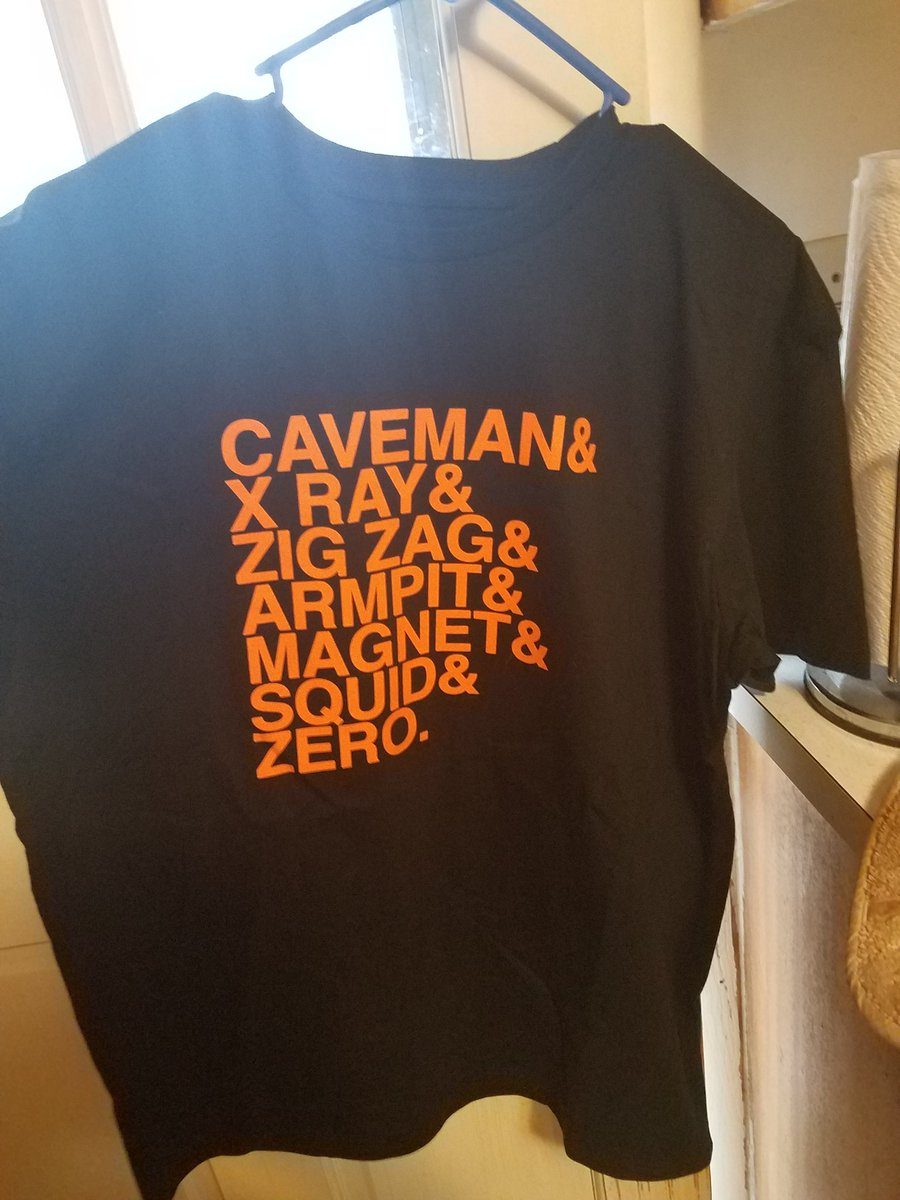 CAVEMAN&
X RAY&
ZIG ZAG&
ARMPIT&
MAGNET&
SQUID&
ZERO.